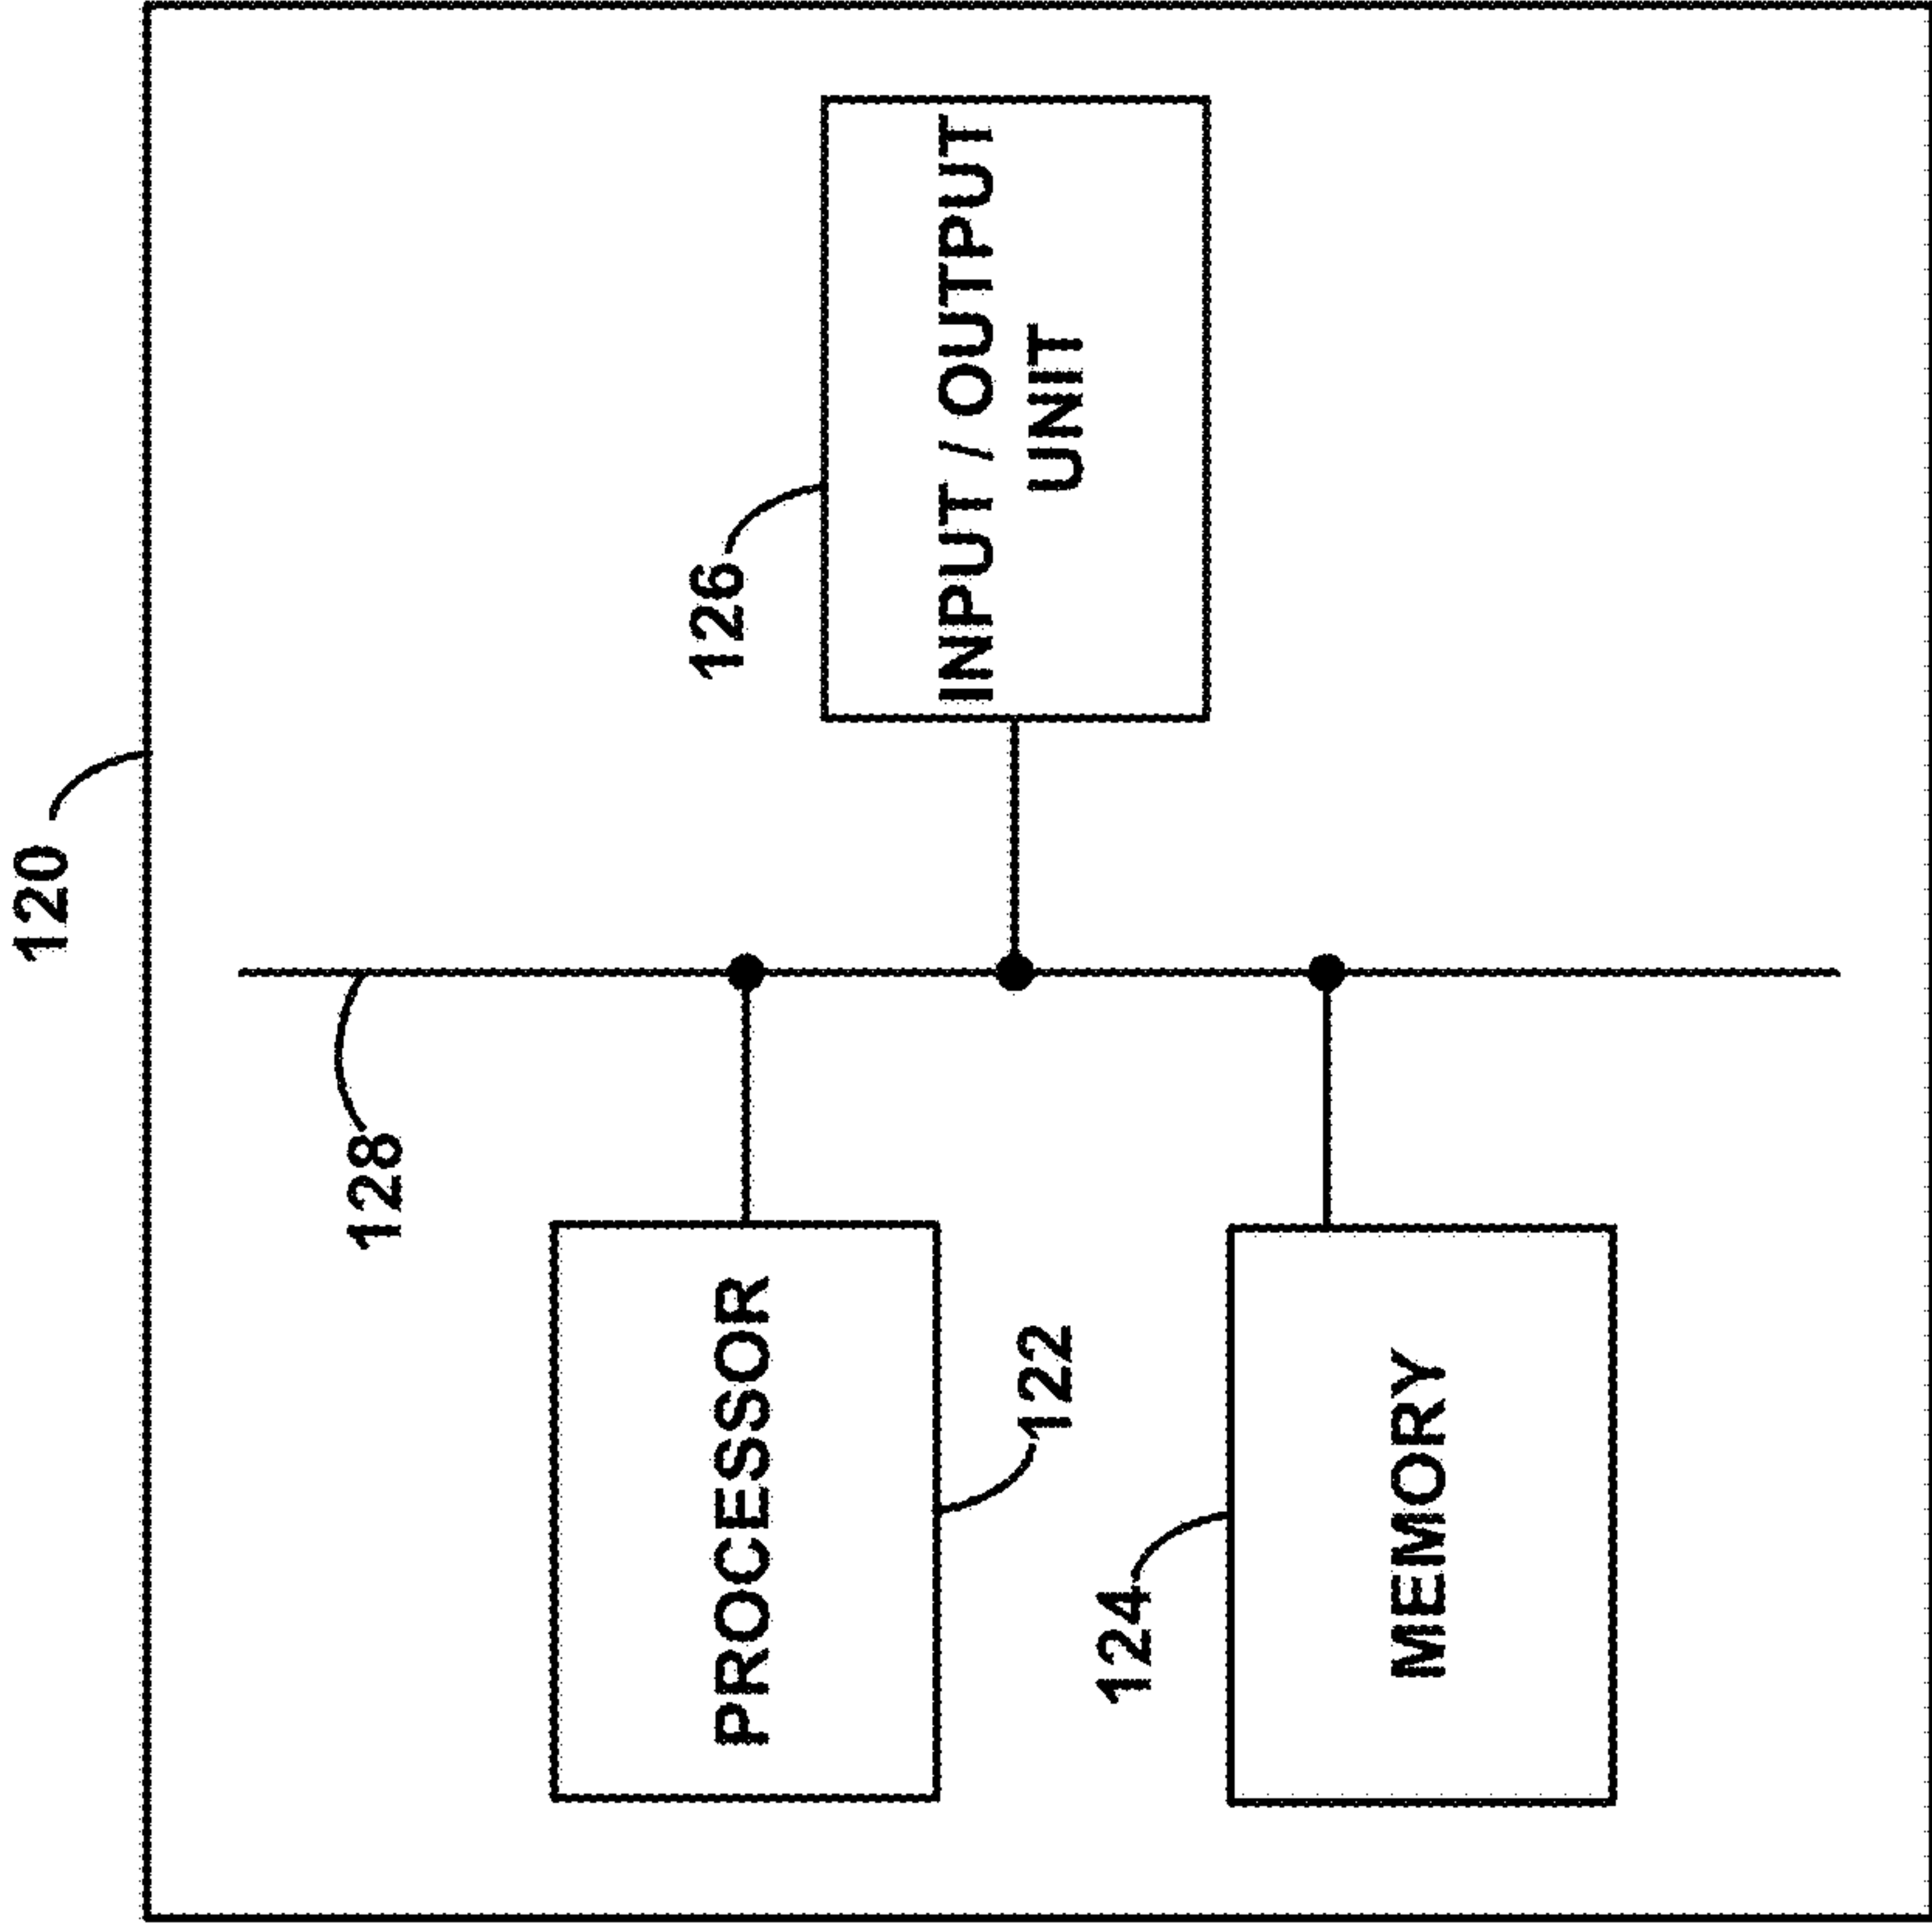 120
128
126
PROCESSOR
INPUT / OUTPUT
UNIT
122
124
MEMORY